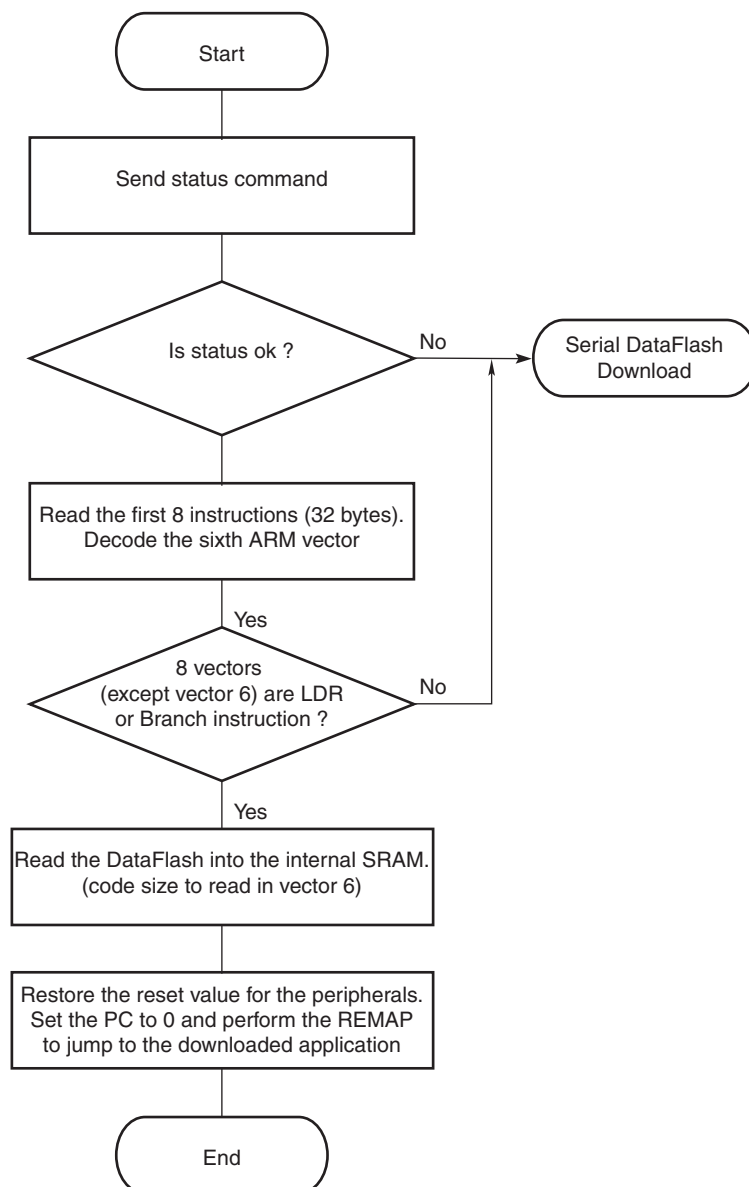 Start
Send status command
Is status ok ?
No
Serial DataFlash
Download
Read the first 8 instructions (32 bytes).
Decode the sixth ARM vector
Yes
8 vectors
(except vector 6) are LDR
or Branch instruction ?
No
Yes
Read the DataFlash into the internal SRAM.
(code size to read in vector 6)
Restore the reset value for the peripherals.
Set the PC to 0 and perform the REMAP
to jump to the downloaded application
End